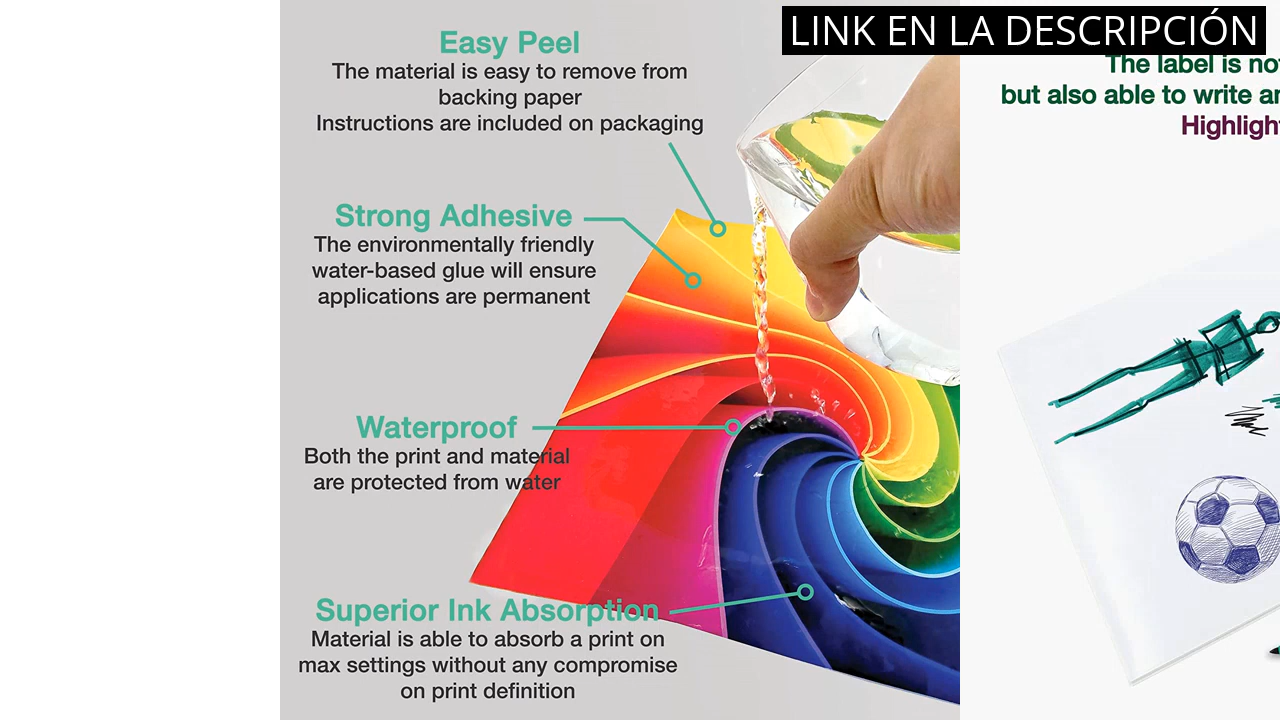 LINK EN LA DESCRIPCIÓN
Easy Peel
The material is easy to remove from
backing paper
Instructions are included on packaging
Strong Adhesive
The environmentally friendly
water-based glue will ensure
applications are permanent
Waterproof
Both the print and material
are protected from water
Superior Ink Absorption
Material is able to absorb a print on
max settings without any compromise
on print definition
The label is
but also able to write